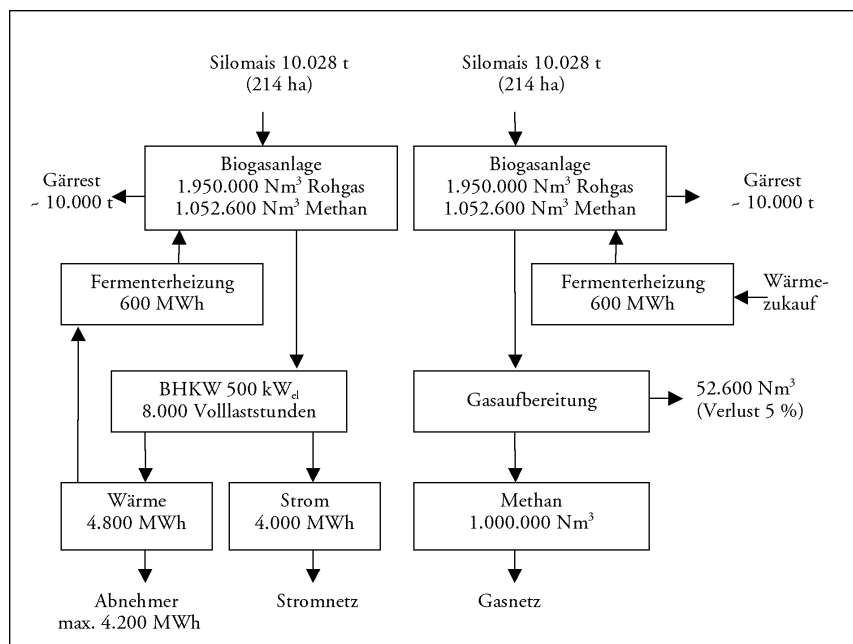 Silomais 10.028 t
(214 ha)
Biogasanlage
1.950.000 Nm³ Rohgas
1.052.600 Nm³ Methan
Gärrest
~ 10.000 t
Fermenterheizung
600 MWh
BHKW 500 kWel
8.000 Volllaststunden
Wärme
4.800 MWh
Strom
4.000 MWh
Abnehmer
max. 4.200 MWh
Stromnetz
Silomais 10.028 t
(214 ha)
Biogasanlage
1.950.000 Nm³ Rohgas
1.052.600 Nm³ Methan
Gärrest
~ 10.000 t
Fermenterheizung
600 MWh
Wärme-
zukauf
Gasaufbereitung
52.600 Nm³
(Verlust 5 %)
Methan
1.000.000 Nm³
Gasnetz